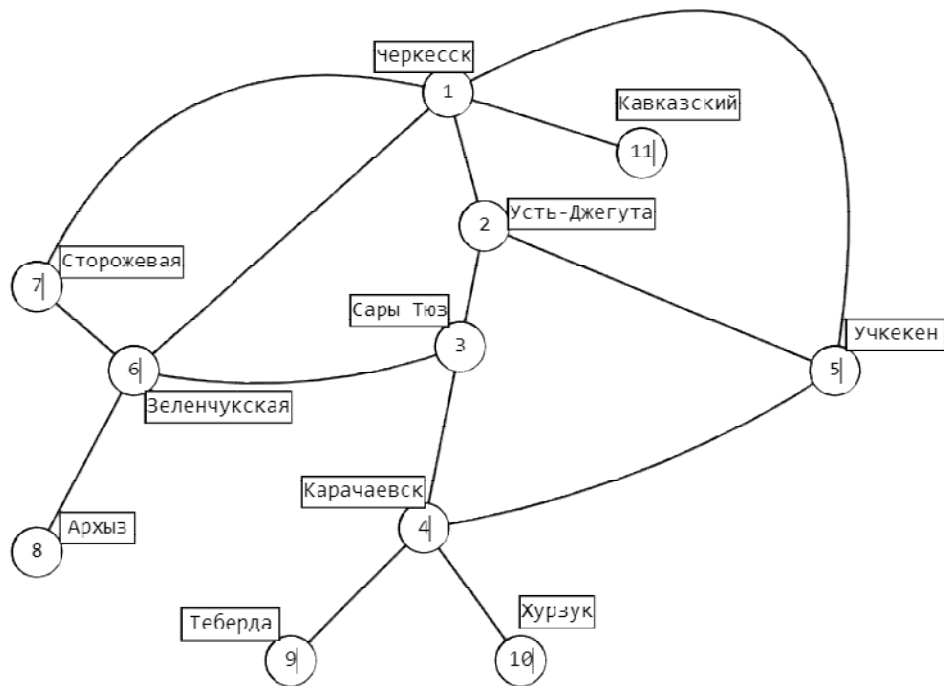 черкесск
1
Кавказский
11
Усть-Джегута
2
Сторожевая
7
Сары Тюз
3
Учкекен
5
6
Зеленчукская
Карачаевск
4
Архыз
8
Теберда
9
Хурзук
10